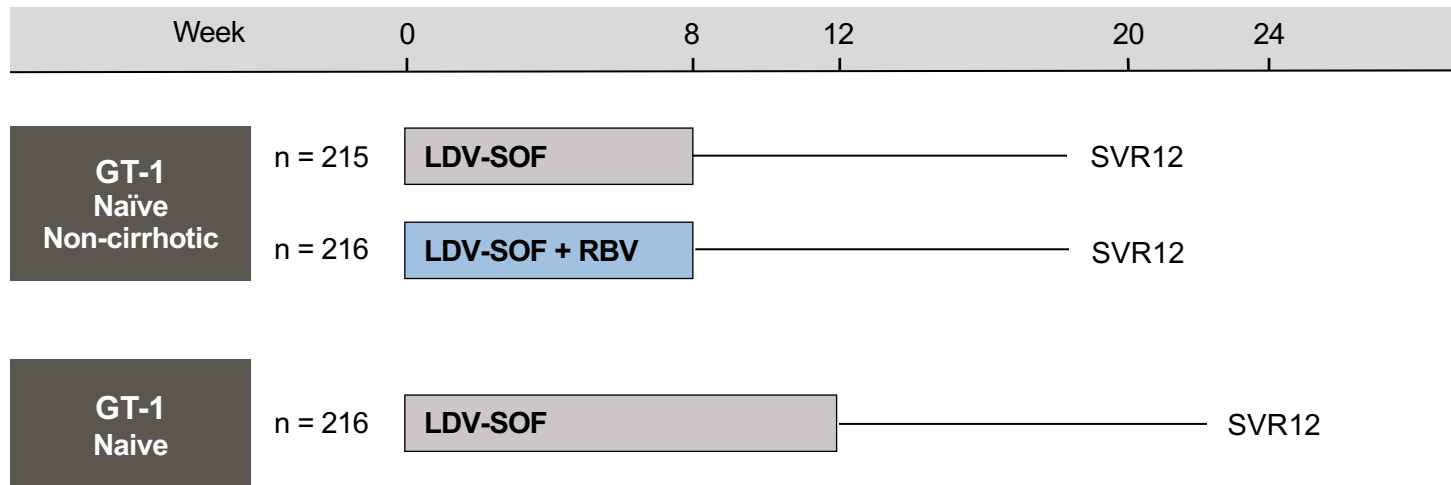 Week 0 8 12 20 24
GT-1
Naïve
Non-cirrhotic
n = 215 LDV-SOF SVR12
n = 216 LDV-SOF + RBV SVR12
GT-1
Naive
n = 216 LDV-SOF SVR12